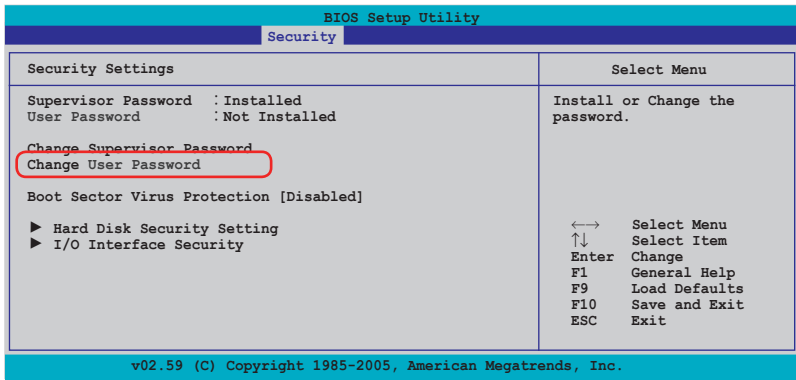 BIOS Setup Utility
Security
Security Settings
Supervisor Password : Installed
User Password : Not Installed
Change Supervisor Password
Change User Password
Boot Sector Virus Protection [Disabled]
▶ Hard Disk Security Setting
▶ I/O Interface Security
Select Menu
Install or Change the
password.
←→ Select Menu
↑↓ Select Item
Enter Change
F1 General Help
F9 Load Defaults
F10 Save and Exit
ESC Exit
v02.59 (C) Copyright 1985-2005, American Megatrends, Inc.